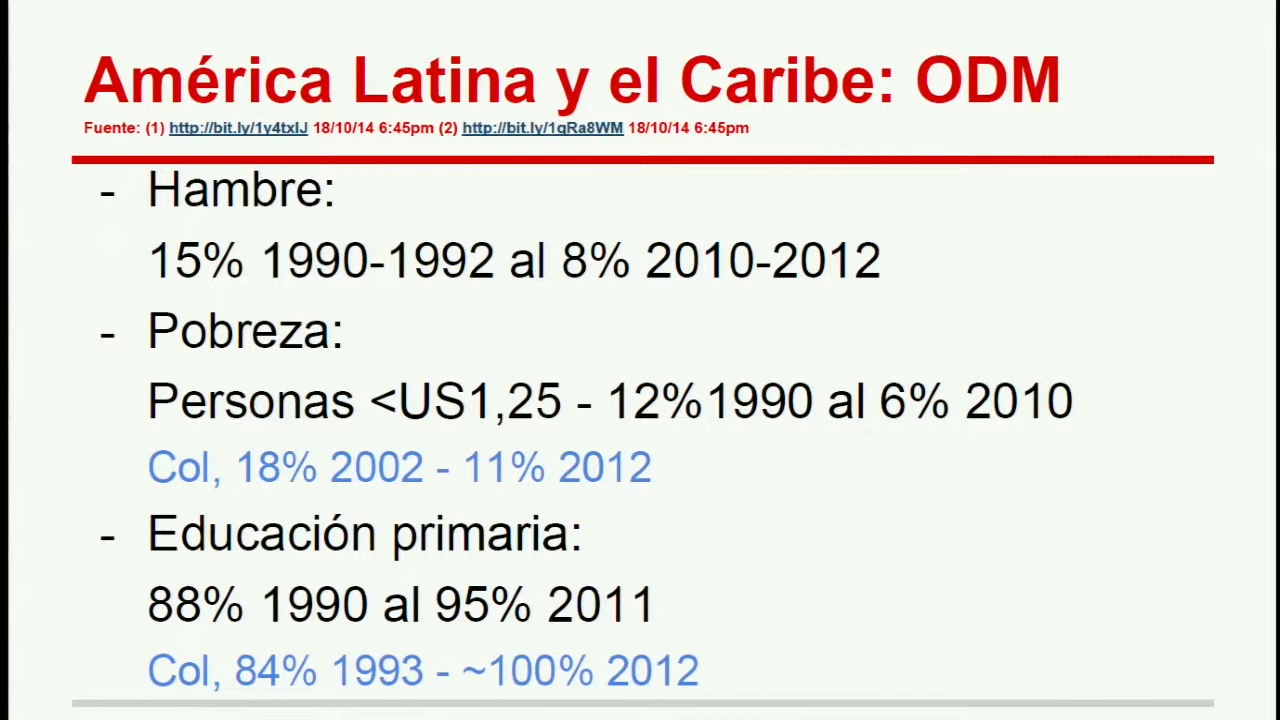 América Latina y el Caribe: ODM
Fuente: (1) http://bit.ly/1y4txIJ 18/10/14 6:45pm (2) http://bit.ly/1qRa8WM 18/10/14 6:45pm
- Hambre:
15% 1990-1992 al 8% 2010-2012
- Pobreza:
Personas <US1,25 - 12%1990 al 6% 2010
Col, 18% 2002 - 11% 2012
- Educación primaria:
88% 1990 al 95% 2011
Col, 84% 1993 - ~100% 2012